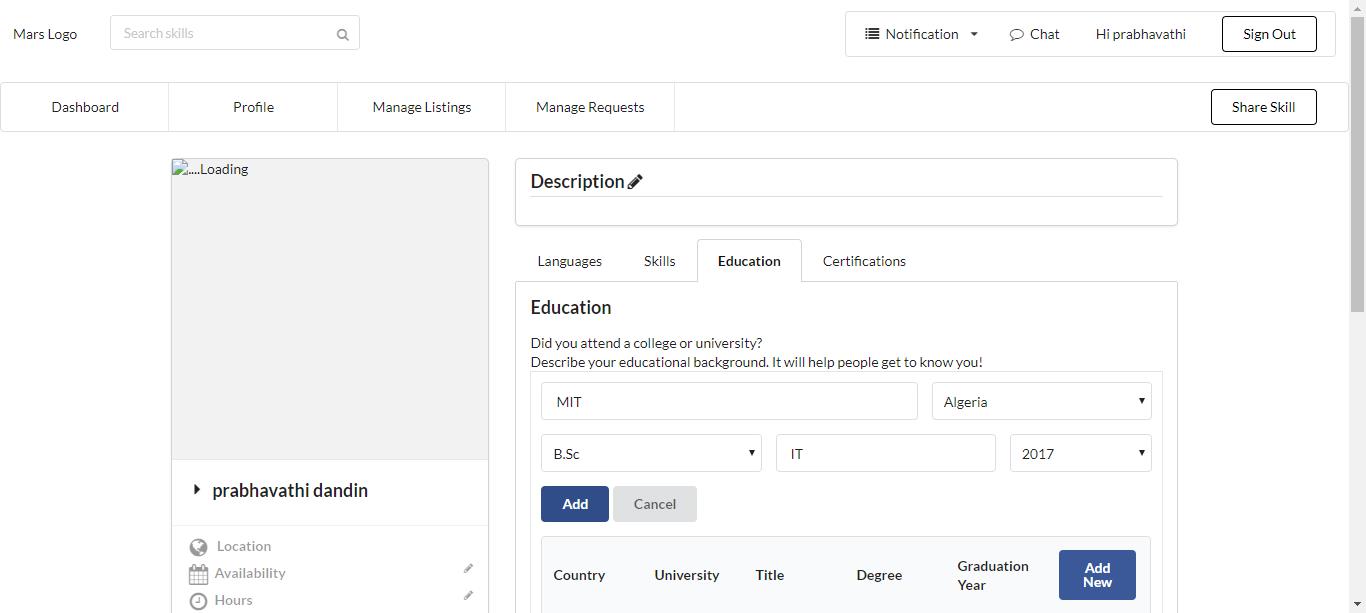 Mars Logo
Search skills
Notification
Chat
Hi prabhavathi
Sign Out
Dashboard
Profile
Manage Listings
Manage Requests
Share Skill
....Loading
prabhavathi dandin
Location
Availability
Hours
Description
Languages
Skills
Education
Certifications
Education
Did you attend a college or university?
Describe your educational background. It will help people get to know you!
MIT
Algeria
B.Sc
IT
2017
Add
Cancel
Country
University
Title
Degree
Graduation
Year
Add
New